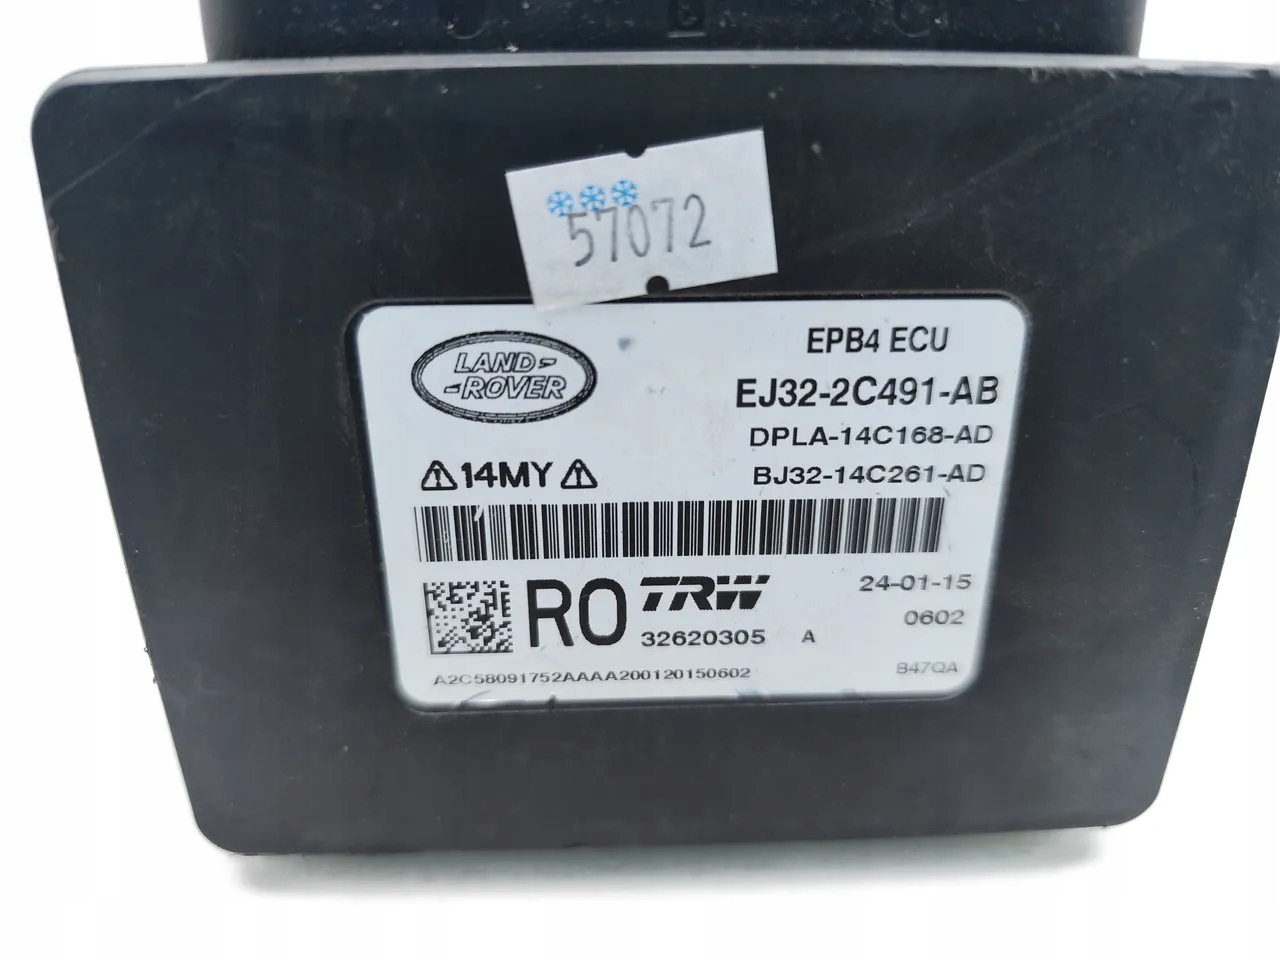 57072
LAND-
-ROVER
EPB4 ECU
EJ32-2C491-AB
DPLA-14C168-AD
⚠14MY⚠
BJ32-14C261-AD
R0 TRW
24-01-15
0602
32620305 A
A2C58091752AAAA200120150602
B47QA